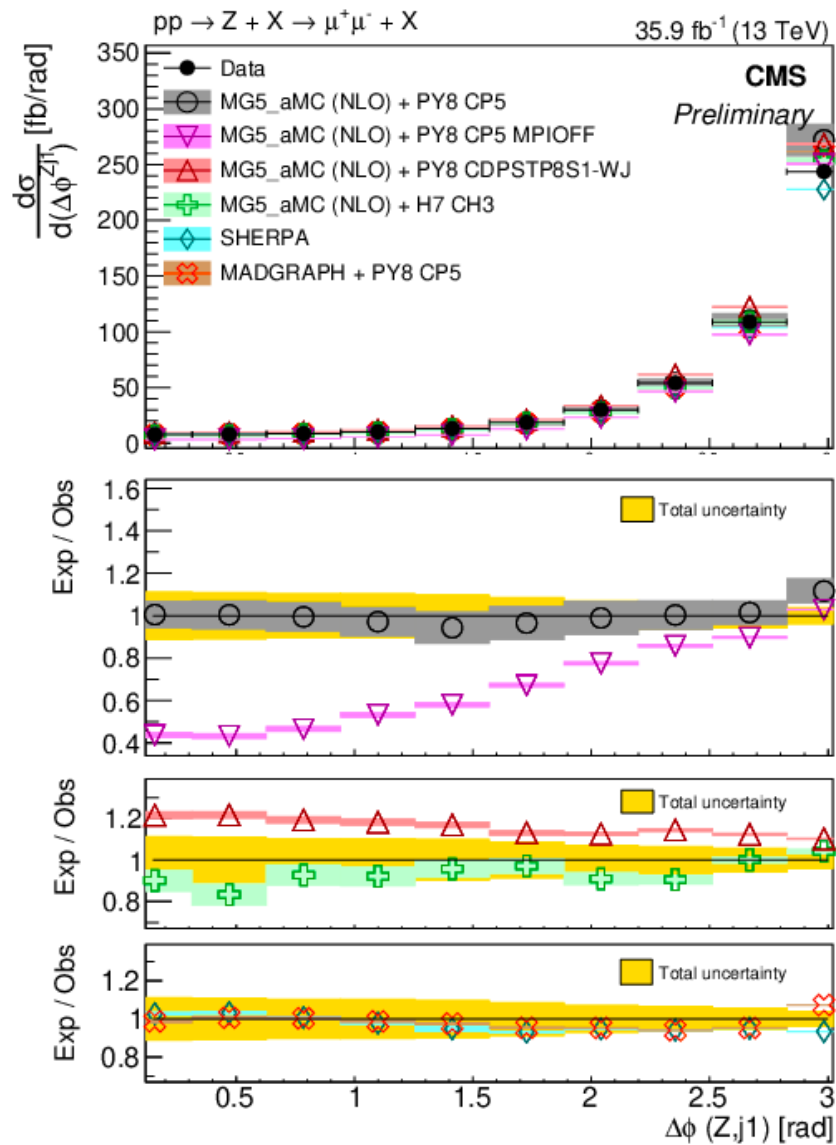 pp → Z + X → μ⁺μ⁻ + X
35.9 fb⁻¹ (13 TeV)
dσ/d(Δϕ^Zj1) [fb/rad]
350
300
250
200
150
100
50
0
CMS
Preliminary
Data
MG5_aMC (NLO) + PY8 CP5
MG5_aMC (NLO) + PY8 CP5 MPIOFF
MG5_aMC (NLO) + PY8 CDPSTP8S1-WJ
MG5_aMC (NLO) + H7 CH3
SHERPA
MADGRAPH + PY8 CP5
Exp / Obs
1.6
1.4
1.2
1
0.8
0.6
0.4
Total uncertainty
Exp / Obs
1.2
1
0.8
Total uncertainty
Exp / Obs
1.2
1
0.8
Total uncertainty
0.5 1 1.5 2 2.5 3
Δϕ (Z,j1) [rad]